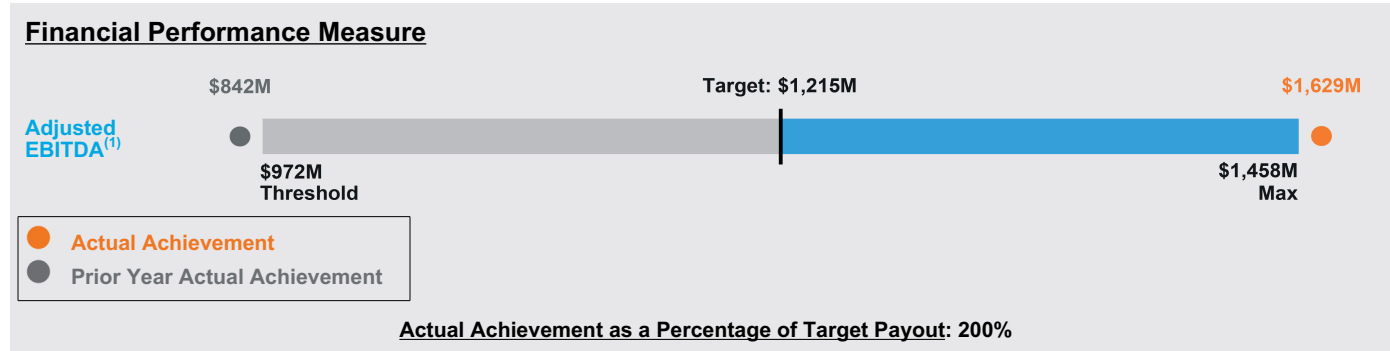 Financial Performance Measure
$842M
Target: $1,215M
$1,629M
Adjusted
EBITDA(1)
$972M
Threshold
$1,458M
Max
Actual Achievement
Prior Year Actual Achievement
Actual Achievement as a Percentage of Target Payout: 200%